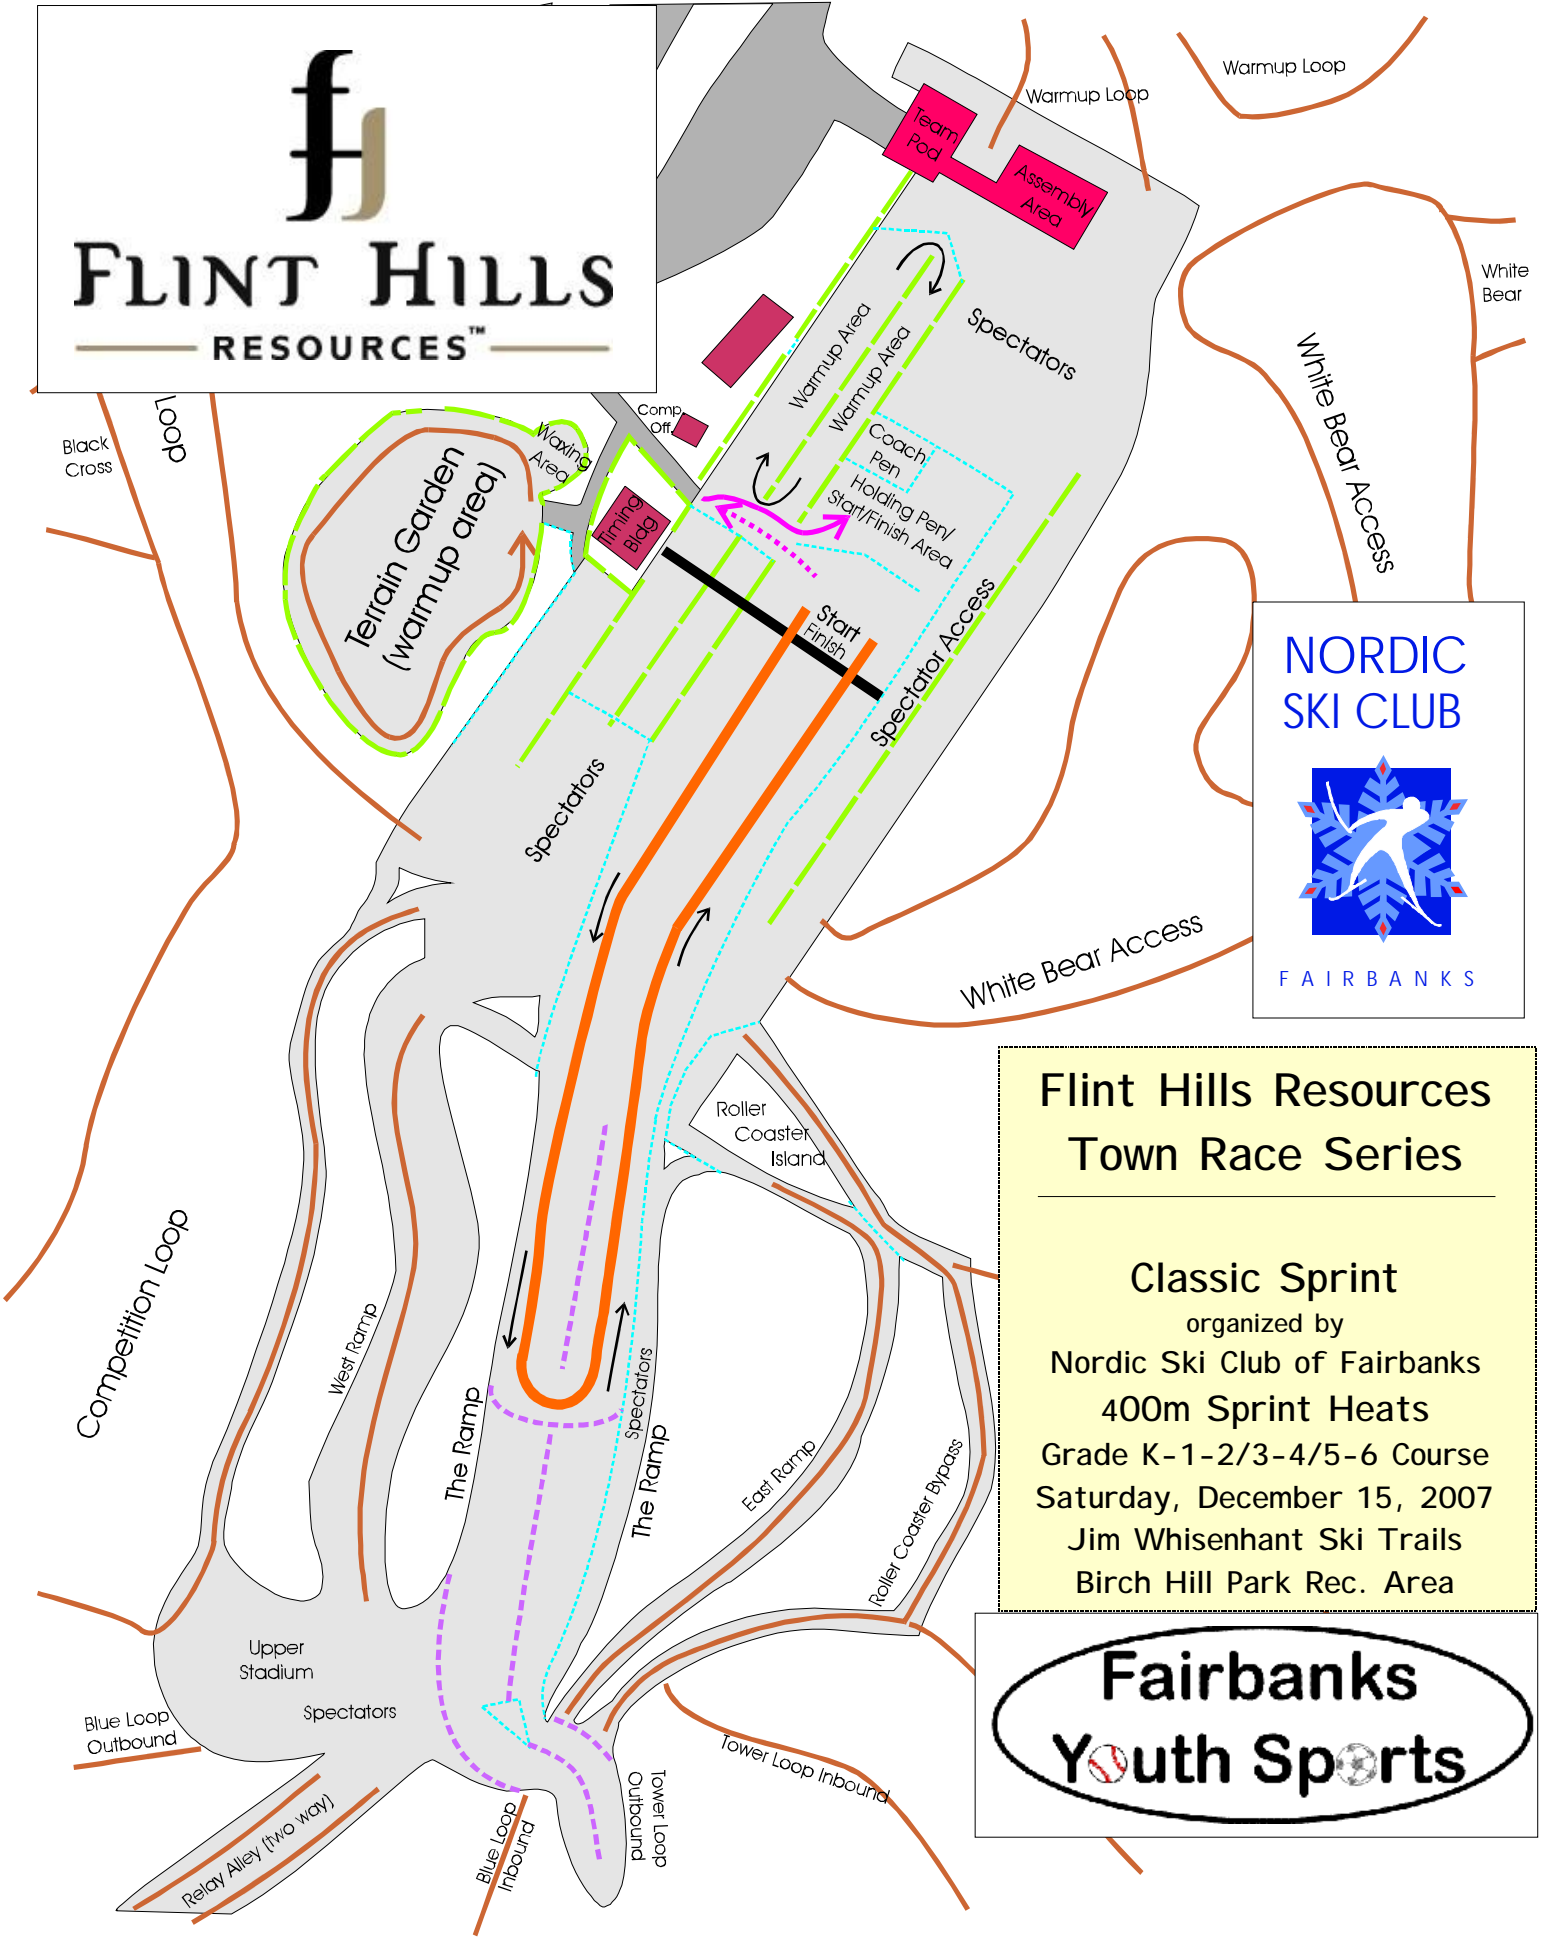 FLINT HILLS
RESOURCES™
Warmup Loop
Warmup Loop
Team
Pod
Assembly
Area
White
Bear
Spectators
Warmup Area
Warmup Area
White Bear Access
Loop
Black
Cross
Comp.
Off.
Waxing
Area
Coach
Pen
Holding Pen/
Start/Finish Area
Terrain Garden
(warmup area)
Timing
Bldg
Start
Finish
Spectator Access
NORDIC
SKI CLUB
FAIRBANKS
Spectators
White Bear Access
Roller
Coaster
Island
Flint Hills Resources
Town Race Series
Classic Sprint
organized by
Nordic Ski Club of Fairbanks
400m Sprint Heats
Grade K-1-2/3-4/5-6 Course
Saturday, December 15, 2007
Jim Whisenhant Ski Trails
Birch Hill Park Rec. Area
Competition Loop
West Ramp
The Ramp
Spectators
The Ramp
East Ramp
Roller Coaster Bypass
Upper
Stadium
Spectators
Blue Loop
Outbound
Relay Alley (two way)
Blue Loop
Inbound
Tower Loop
Outbound
Tower Loop Inbound
Fairbanks
Youth Sports